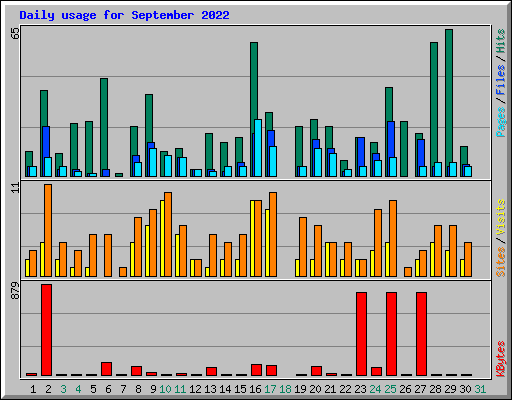 Daily usage for September 2022
65
Pages / Files / Hits
11
Sites / Visits
879
KBytes
1 2 3 4 5 6 7 8 9 10 11 12 13 14 15 16 17 18 19 20 21 22 23 24 25 26 27 28 29 30 31